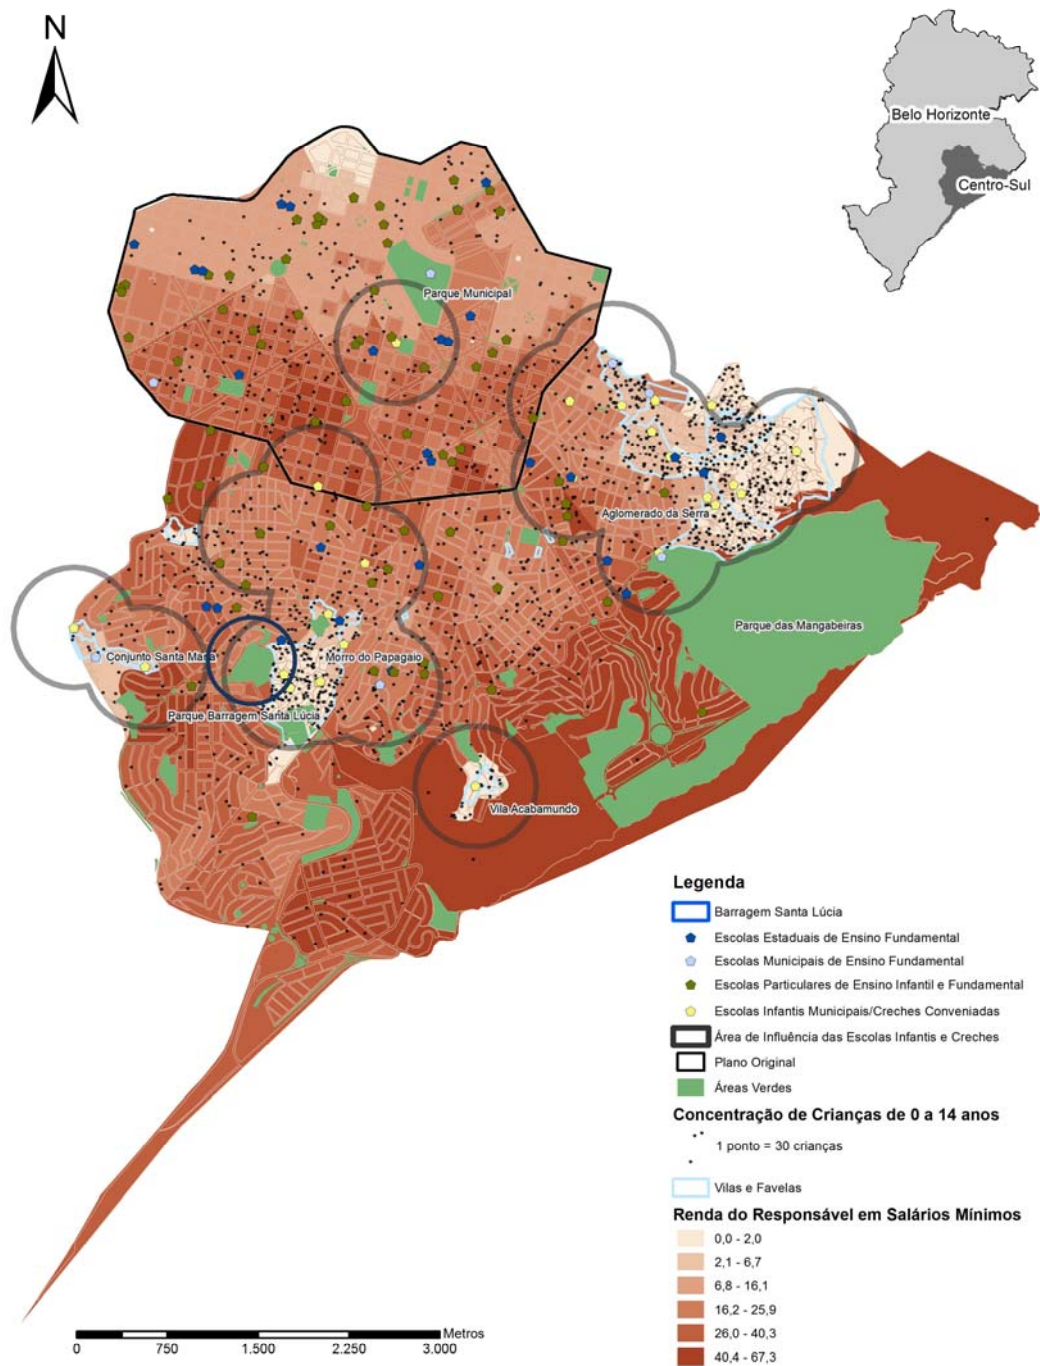 N
Belo Horizonte
Centro-Sul
Parque Municipal
Aglomerado da Serra
Parque das Mangabeiras
Conjunto Santa Maria
Morro do Papagaio
Parque Barragem Santa Lúcia
Vila Acabamundo
Legenda
Barragem Santa Lúcia
Escolas Estaduais de Ensino Fundamental
Escolas Municipais de Ensino Fundamental
Escolas Particulares de Ensino Infantil e Fundamental
Escolas Infantis Municipais/Creches Conveniadas
Área de Influência das Escolas Infantis e Creches
Plano Original
Áreas Verdes
Concentração de Crianças de 0 a 14 anos
1 ponto = 30 crianças
Vilas e Favelas
Renda do Responsável em Salários Mínimos
0,0 - 2,0
2,1 - 6,7
6,8 - 16,1
16,2 - 25,9
26,0 - 40,3
40,4 - 67,3
Metros
0 750 1.500 2.250 3.000